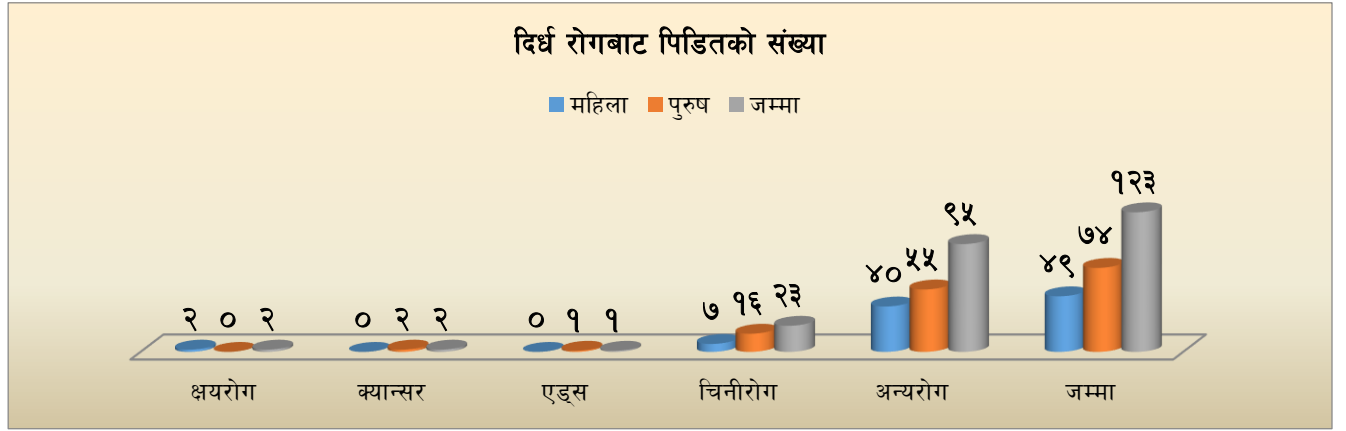 दिर्ध रोगबाट पिडितको संख्या
महिला पुरुष जम्मा
२ ० २ ० २ २ ० १ १ ७ १६ २३ ४० ५५ ९५ ४९ ७४ १२३
क्षयरोग क्यान्सर एड्स चिनीरोग अन्यरोग जम्मा